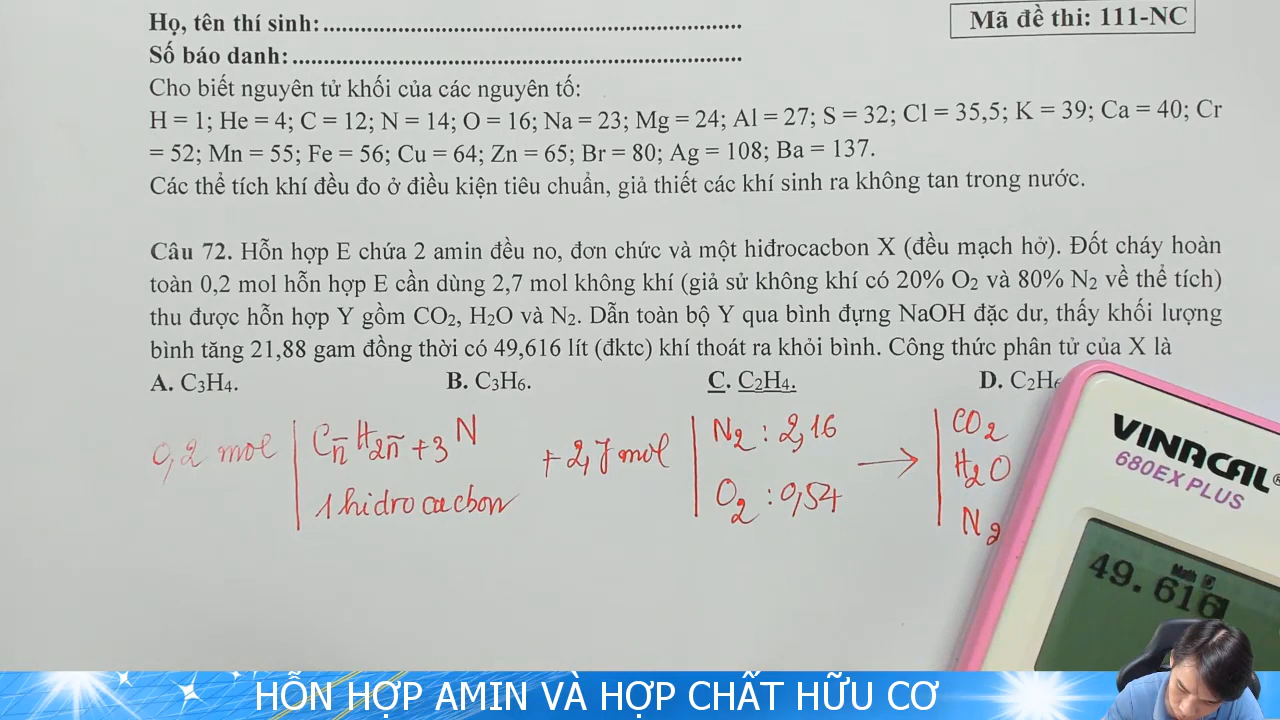 Họ, tên thí sinh:........................................................................
Mã đề thi: 111-NC
Số báo danh:............................................................................
Cho biết nguyên tử khối của các nguyên tố:
H = 1; He = 4; C = 12; N = 14; O = 16; Na = 23; Mg = 24; Al = 27; S = 32; Cl = 35,5; K = 39; Ca = 40; Cr
= 52; Mn = 55; Fe = 56; Cu = 64; Zn = 65; Br = 80; Ag = 108; Ba = 137.
Các thể tích khí đều đo ở điều kiện tiêu chuẩn, giả thiết các khí sinh ra không tan trong nước.
Câu 72. Hỗn hợp E chứa 2 amin đều no, đơn chức và một hiđrocacbon X (đều mạch hở). Đốt cháy hoàn
toàn 0,2 mol hỗn hợp E cần dùng 2,7 mol không khí (giả sử không khí có 20% O₂ và 80% N₂ về thể tích)
thu được hỗn hợp Y gồm CO₂, H₂O và N₂. Dẫn toàn bộ Y qua bình đựng NaOH đặc dư, thấy khối lượng
bình tăng 21,88 gam đồng thời có 49,616 lít (đktc) khí thoát ra khỏi bình. Công thức phân tử của X là
A. C₃H₄. B. C₃H₆. C. C₂H₄. D. C₂H₆
0,2 mol | Cn̄H2n̄+3N + 2,7 mol | N₂ : 2,16 → | CO₂
1 hidrocacbon O₂ : 0,54 H₂O
N₂
VINACAL®
680EX PLUS
Math
49.616
HỖN HỢP AMIN VÀ HỢP CHẤT HỮU CƠ